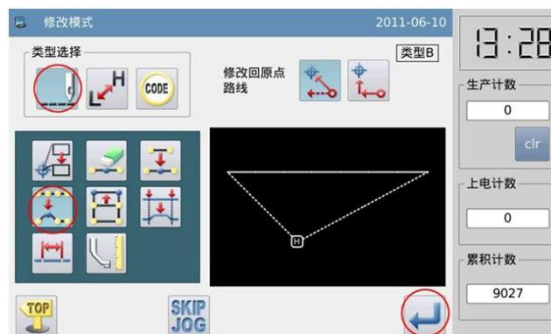 修改模式
2011-06-10
13:28
类型选择
类型B
H
L
CODE
修改回原点
路线
生产计数
0
clr
上电计数
0
H
累积计数
9027
TOP
SKIP
JOG